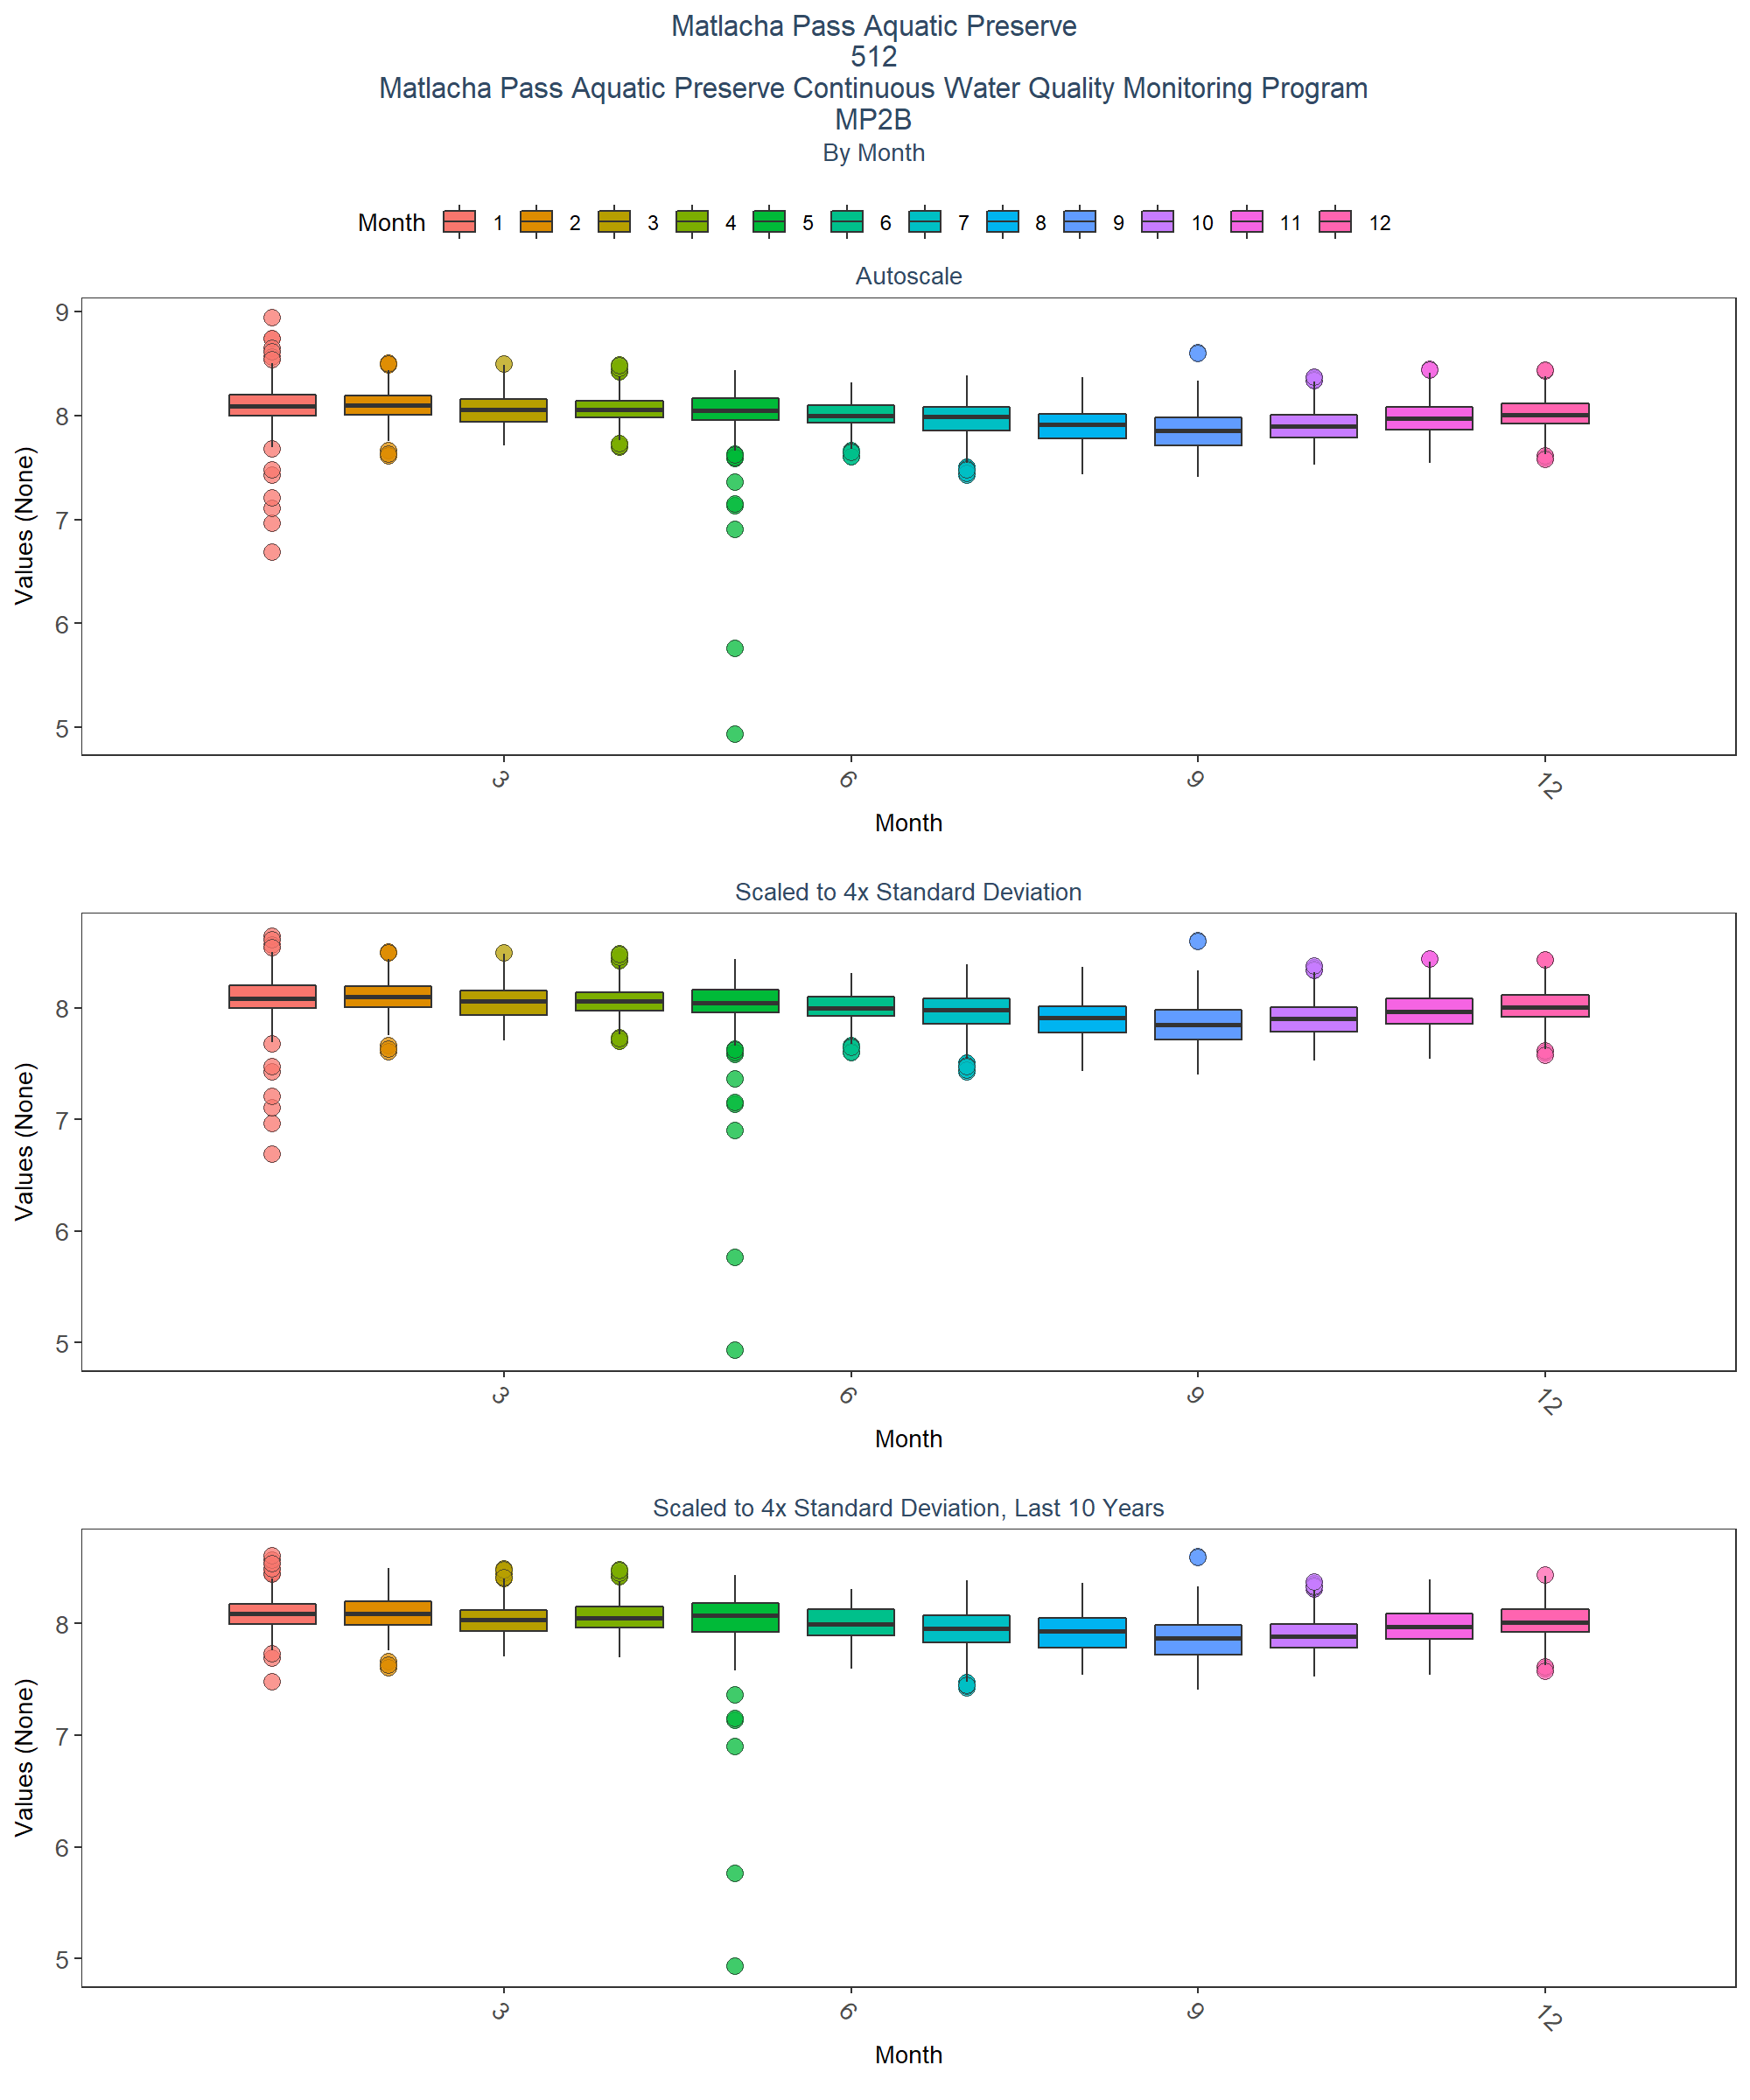 Matlacha Pass Aquatic Preserve
512
Matlacha Pass Aquatic Preserve Continuous Water Quality Monitoring Program
MP2B
By Month
Month 1 2 3 4 5 6 7 8 9 10 11 12
Autoscale
Values (None)
9
8
7
6
5
3 6 9 12
Month
Scaled to 4x Standard Deviation
Values (None)
8
7
6
5
3 6 9 12
Month
Scaled to 4x Standard Deviation, Last 10 Years
Values (None)
8
7
6
5
3 6 9 12
Month